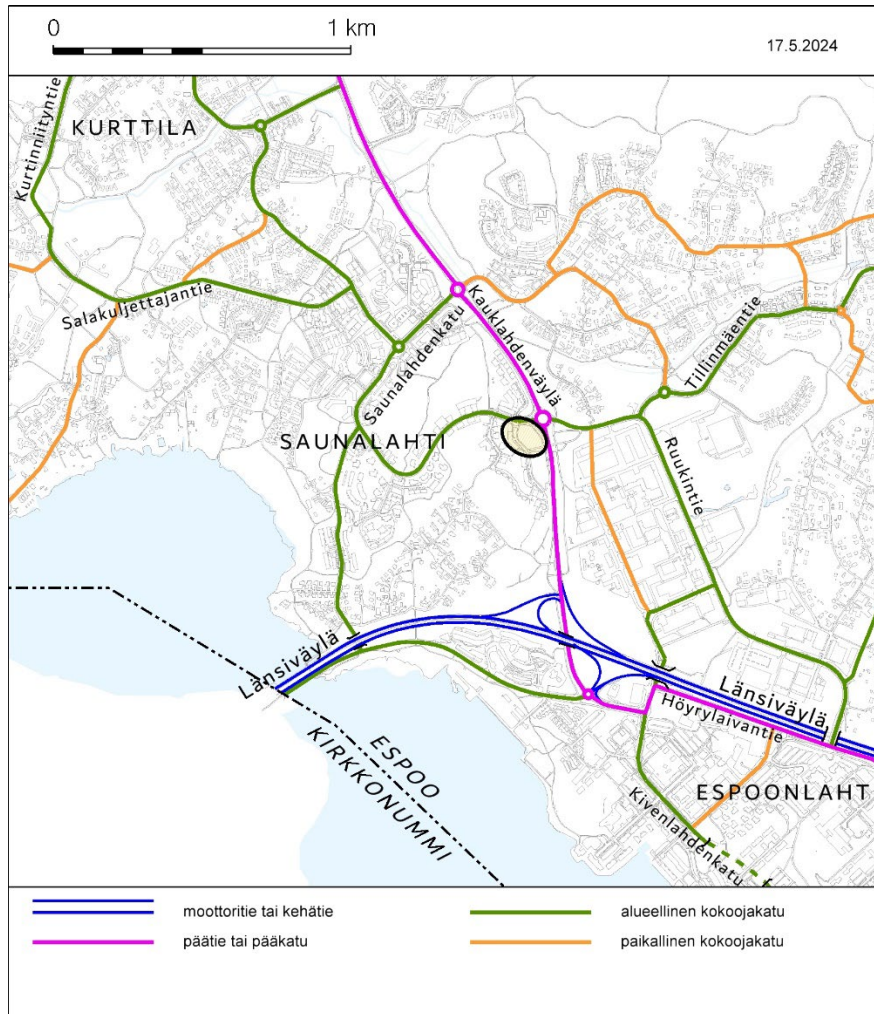 0
1 km
17.5.2024
KURTTILA
Kurtinniityntie
Salakuljettajantie
Saunalahdenkatu
Kauklahdenväylä
Tillinmäentie
SAUNALAHTI
Ruukintie
Länsiväylä
Länsiväylä
Höyrylaivantie
ESPOO
KIRKKONUMMI
ESPOONLAHT
Kivenlahdenkatu
moottoritie tai kehätie
alueellinen kokoojakatu
päätie tai pääkatu
paikallinen kokoojakatu